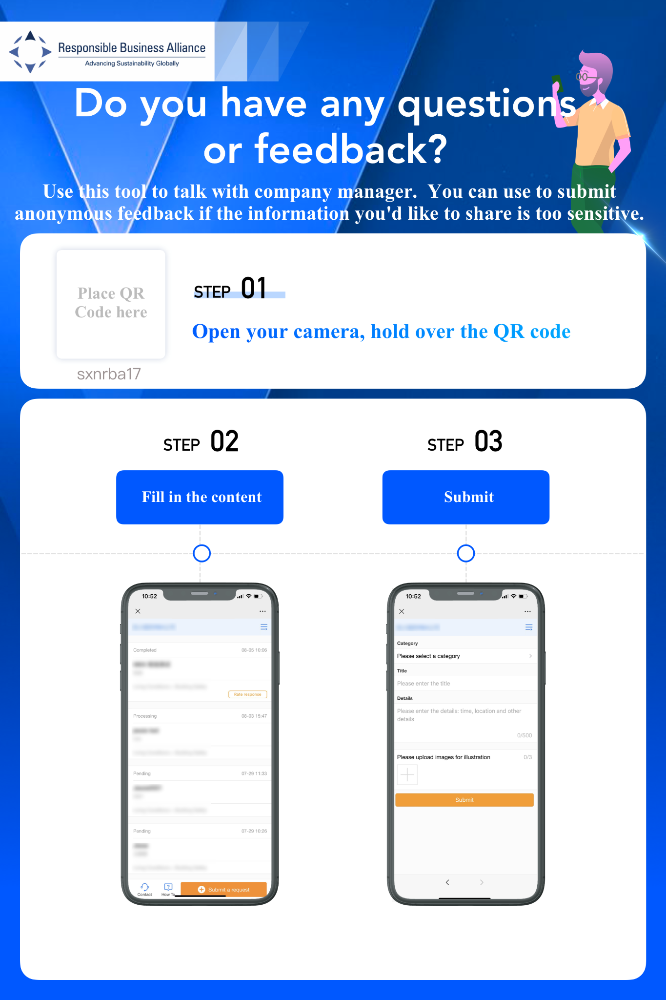 Responsible Business Alliance
Advancing Sustainability Globally
Do you have any questions
or feedback?
Use this tool to talk with company manager.  You can use to submit
anonymous feedback if the information you'd like to share is too sensitive.
Place QR
Code here
sxnrba17
STEP 01
Open your camera, hold over the QR code
STEP 02
Fill in the content
10:52
Completed 08-05 10:06
Rate response
Processing 08-03 15:47
Pending 07-29 11:33
Pending 07-29 10:26
Contact
How To
Submit a request
STEP 03
Submit
10:52
Category
Please select a category
Title
Please enter the title
Details
Please enter the details: time, location and other
details
0/500
Please upload images for illustration 0/3
Submit